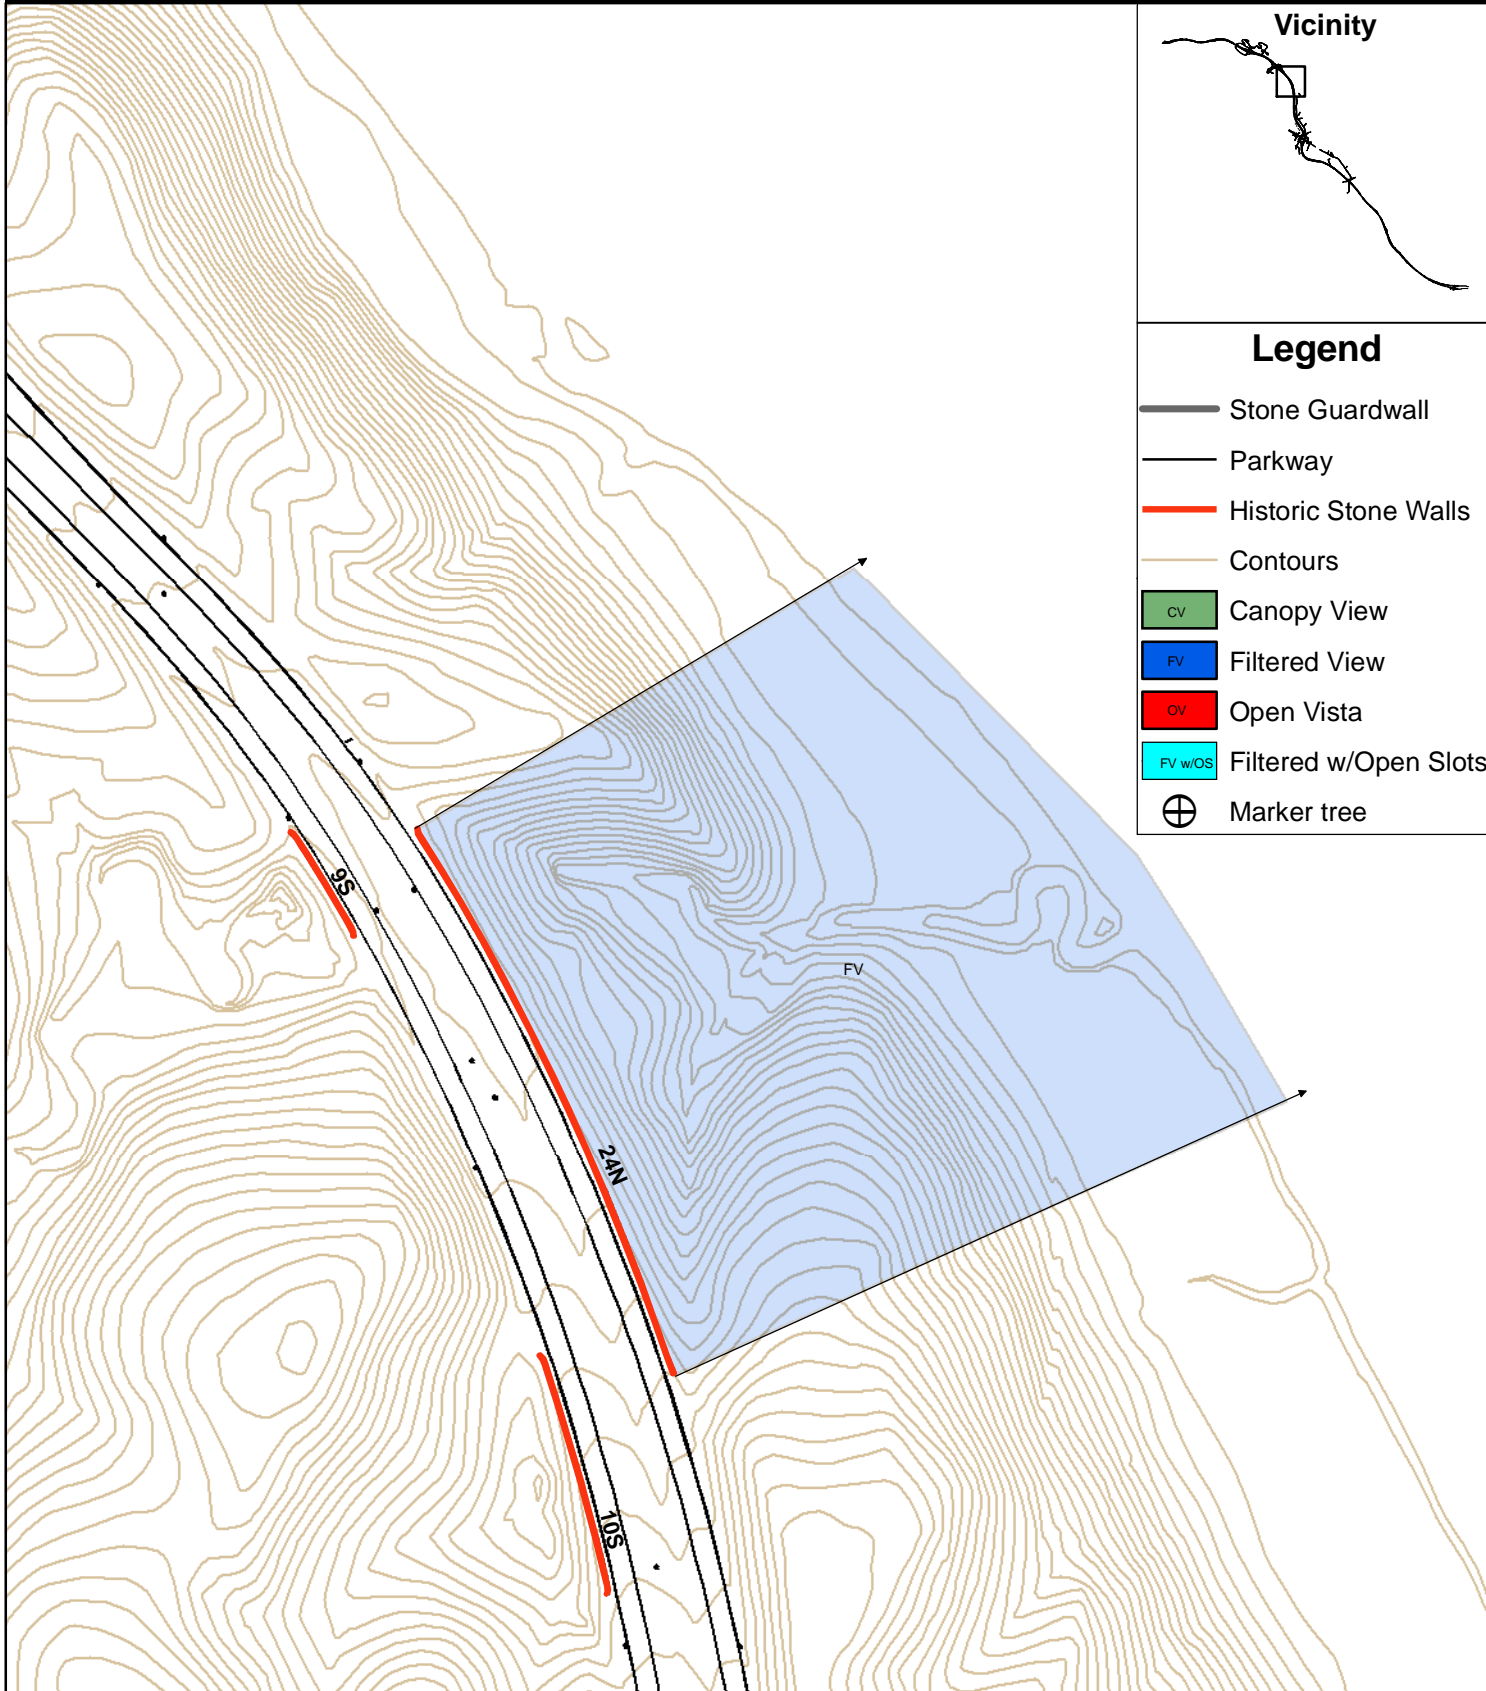 Vicinity
Legend
Stone Guardwall
Parkway
Historic Stone Walls
Contours
CV Canopy View
FV Filtered View
OV Open Vista
FV w/OS Filtered w/Open Slots
Marker tree
9S
FV
24N
10S